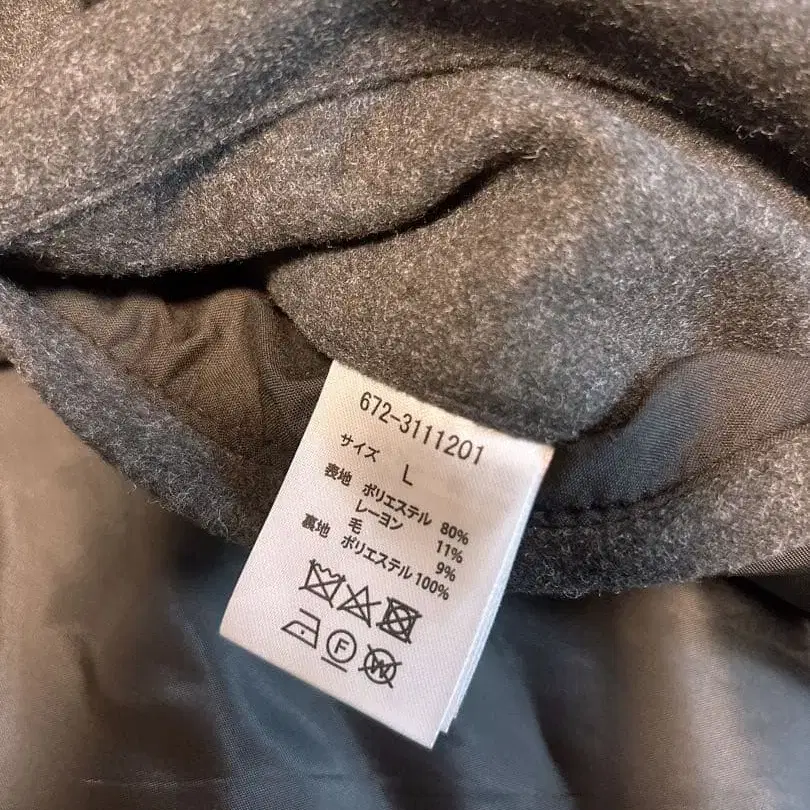 672-3111201
サイズ L
表地 ポリエステル 80%
レーヨン 11%
毛 9%
裏地 ポリエステル 100%
F
W